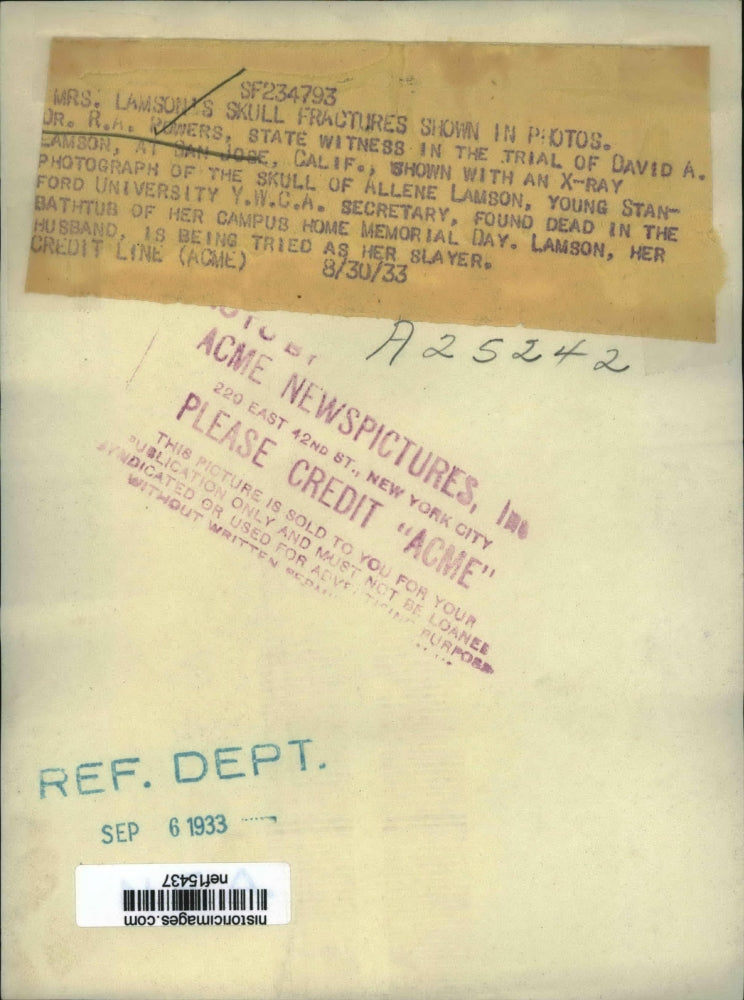 SF234793
MRS. LAMSON'S SKULL FRACTURES SHOWN IN PHOTOS.
DR. R.A. POWERS, STATE WITNESS IN THE TRIAL OF DAVID A.
LAMSON, AT SAN JOSE, CALIF., SHOWN WITH AN X-RAY
PHOTOGRAPH OF THE SKULL OF ALLENE LAMSON, YOUNG STAN-
FORD UNIVERSITY Y.W.C.A. SECRETARY, FOUND DEAD IN THE
BATHTUB OF HER CAMPUS HOME MEMORIAL DAY. LAMSON, HER
HUSBAND, IS BEING TRIED AS HER SLAYER.
CREDIT LINE (ACME) 8/30/33
A25242
ACME NEWSPICTURES, Inc
220 EAST 42ND ST., NEW YORK CITY
PLEASE CREDIT "ACME"
THIS PICTURE IS SOLD TO YOU FOR YOUR
PUBLICATION ONLY AND MUST NOT BE LOANED
SYNDICATED OR USED FOR ADVERTISING PURPOSE
WITHOUT WRITTEN
REF. DEPT.
SEP 6 1933
nef15437
historicimages.com